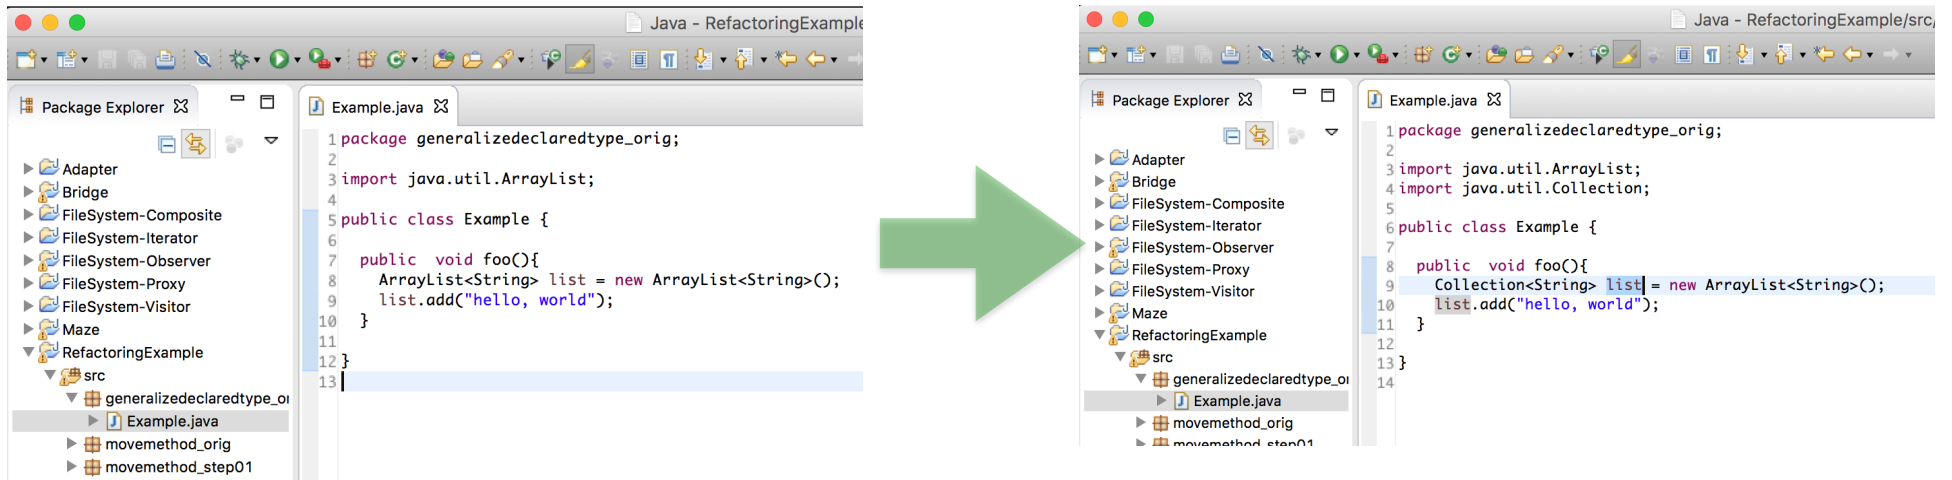 Java - RefactoringExample
Package Explorer
Example.java
Adapter
Bridge
FileSystem-Composite
FileSystem-Iterator
FileSystem-Observer
FileSystem-Proxy
FileSystem-Visitor
Maze
RefactoringExample
src
generalizedeclaredtype_or
Example.java
movemethod_orig
movemethod_step01
1 package generalizedeclaredtype_orig;
2
3 import java.util.ArrayList;
4
5 public class Example {
6
7 public  void foo(){
8 ArrayList<String> list = new ArrayList<String>();
9 list.add("hello, world");
10 }
11
12 }
13
Java - RefactoringExample/src/
Package Explorer
Example.java
Adapter
Bridge
FileSystem-Composite
FileSystem-Iterator
FileSystem-Observer
FileSystem-Proxy
FileSystem-Visitor
Maze
RefactoringExample
src
generalizedeclaredtype_or
Example.java
movemethod_orig
movemethod_step01
1 package generalizedeclaredtype_orig;
2
3 import java.util.ArrayList;
4 import java.util.Collection;
5
6 public class Example {
7
8 public  void foo(){
9 Collection<String> list = new ArrayList<String>();
10 list.add("hello, world");
11 }
12
13 }
14